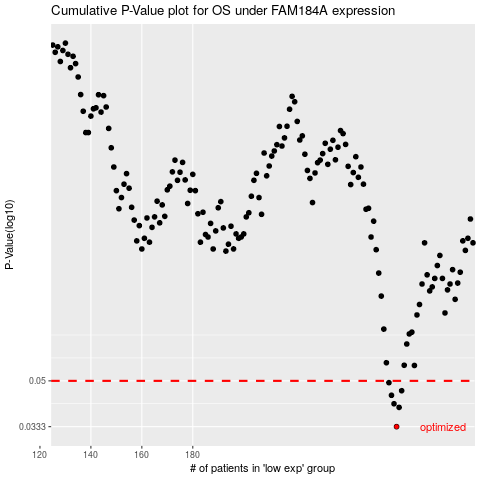 Cumulative P-Value plot for OS under FAM184A expression
P-Value(log10)
0.05
0.0333
optimized
120 140 160 180
# of patients in 'low exp' group